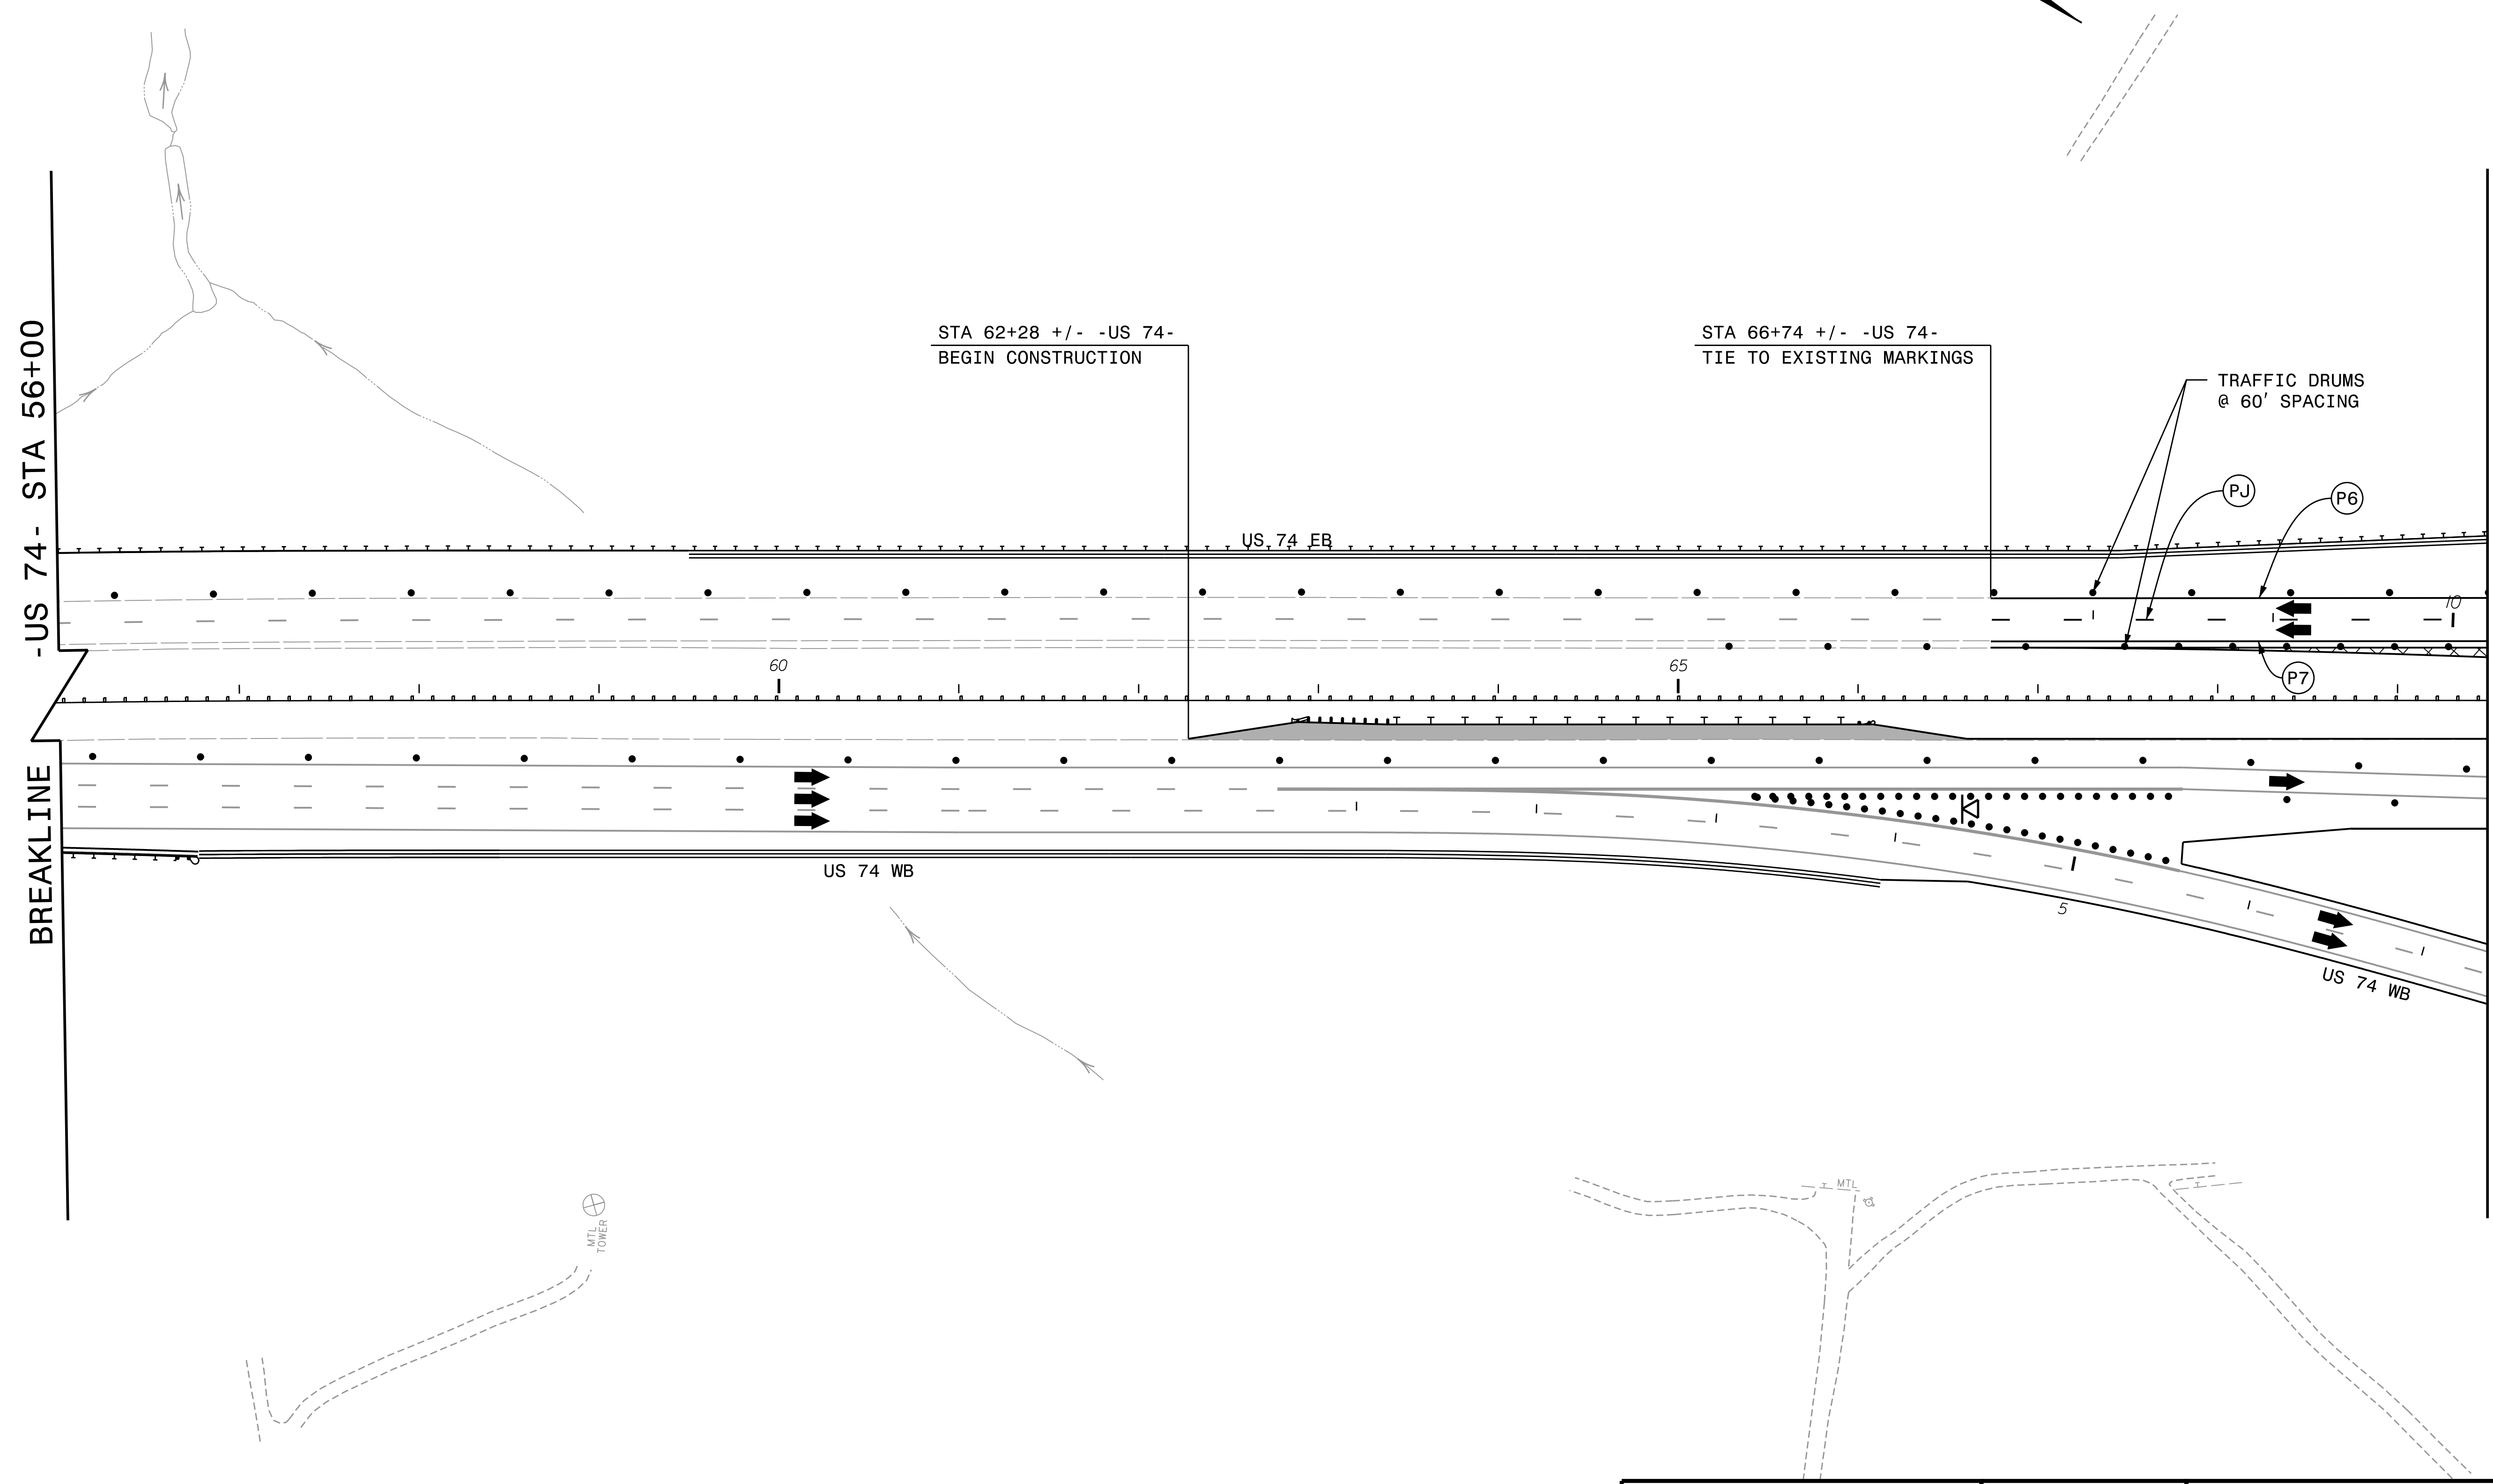 -US 74- STA 56+00
BREAKLINE
STA 62+28 +/- -US 74-
BEGIN CONSTRUCTION
STA 66+74 +/- -US 74-
TIE TO EXISTING MARKINGS
TRAFFIC DRUMS
@ 60' SPACING
PJ
P6
US 74 EB
10
60
65
P7
US 74 WB
5
US 74 WB
T
MTL
T
MTL
TOWER